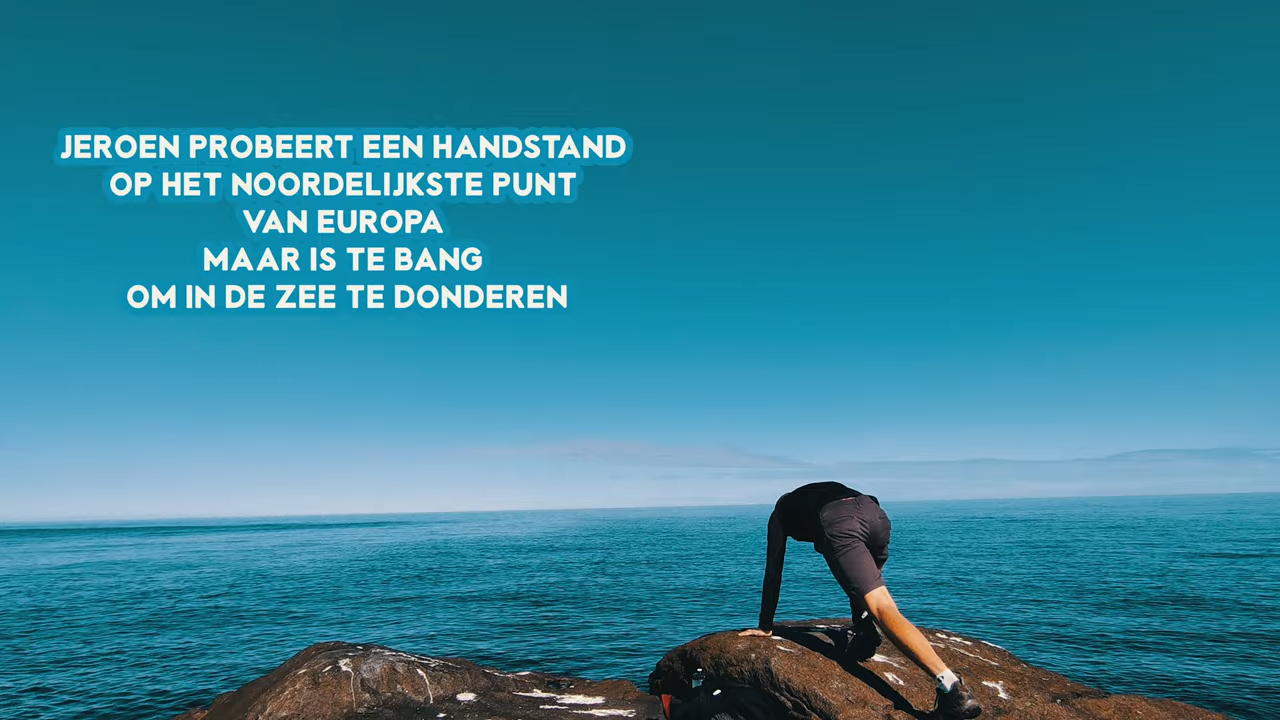 JEROEN PROBEERT EEN HANDSTAND
OP HET NOORDELIJKSTE PUNT
VAN EUROPA
MAAR IS TE BANG
OM IN DE ZEE TE DONDEREN